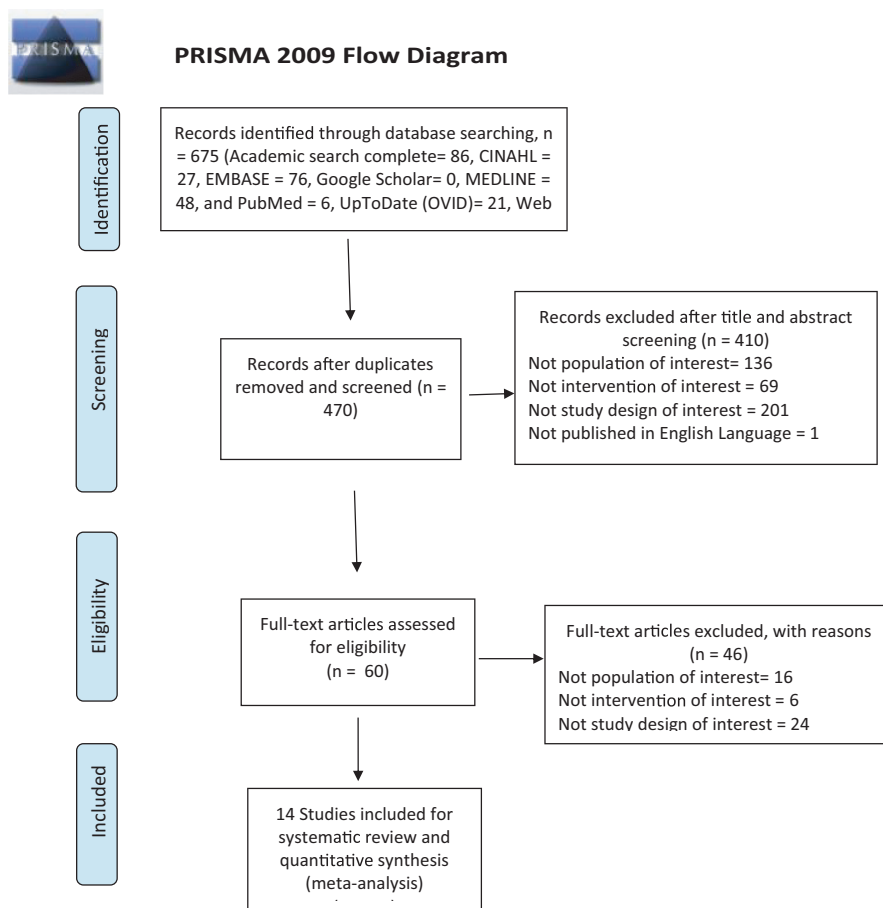 PRISMA
PRISMA 2009 Flow Diagram
Identification
Records identified through database searching, n
= 675 (Academic search complete= 86, CINAHL =
27, EMBASE = 76, Google Scholar= 0, MEDLINE =
48, and PubMed = 6, UpToDate (OVID)= 21, Web
Screening
Records after duplicates
removed and screened (n =
470)
Records excluded after title and abstract
screening (n = 410)
Not population of interest= 136
Not intervention of interest = 69
Not study design of interest = 201
Not published in English Language = 1
Eligibility
Full-text articles assessed
for eligibility
(n = 60)
Full-text articles excluded, with reasons
(n = 46)
Not population of interest= 16
Not intervention of interest = 6
Not study design of interest = 24
Included
14 Studies included for
systematic review and
quantitative synthesis
(meta-analysis)